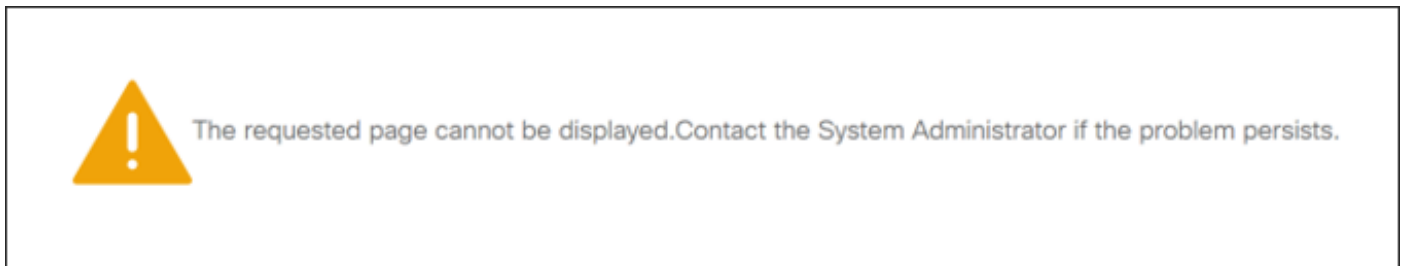 The requested page cannot be displayed.Contact the System Administrator if the problem persists.